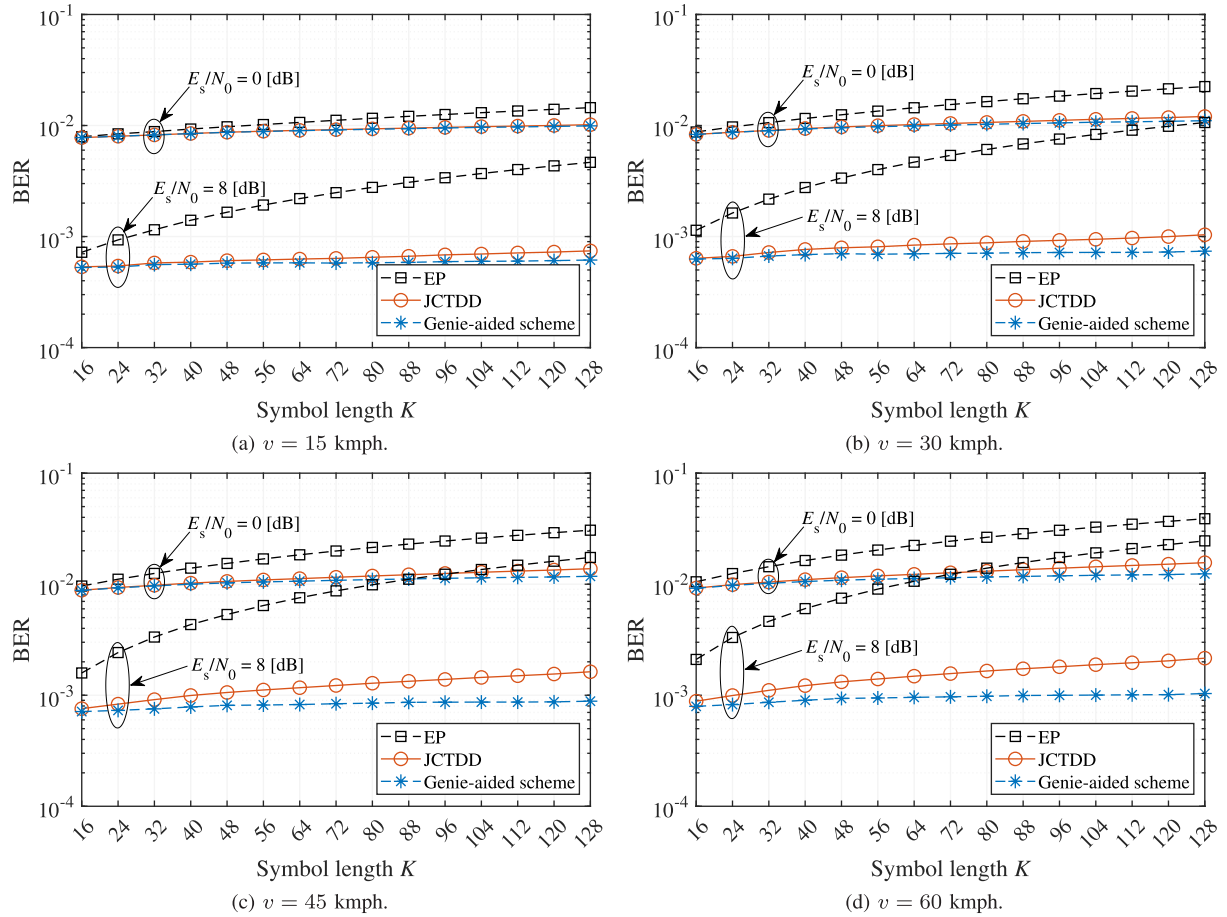 10^-1
E_s/N_0 = 0 [dB]
10^-2
BER
E_s/N_0 = 8 [dB]
10^-3
EP
JCTDD
Genie-aided scheme
10^-4
16 24 32 40 48 56 64 72 80 88 96 104 112 120 128
Symbol length K
(a) v = 15 kmph.
10^-1
E_s/N_0 = 0 [dB]
10^-2
BER
E_s/N_0 = 8 [dB]
10^-3
EP
JCTDD
Genie-aided scheme
10^-4
16 24 32 40 48 56 64 72 80 88 96 104 112 120 128
Symbol length K
(b) v = 30 kmph.
10^-1
E_s/N_0 = 0 [dB]
10^-2
BER
E_s/N_0 = 8 [dB]
10^-3
EP
JCTDD
Genie-aided scheme
10^-4
16 24 32 40 48 56 64 72 80 88 96 104 112 120 128
Symbol length K
(c) v = 45 kmph.
10^-1
E_s/N_0 = 0 [dB]
10^-2
BER
E_s/N_0 = 8 [dB]
10^-3
EP
JCTDD
Genie-aided scheme
10^-4
16 24 32 40 48 56 64 72 80 88 96 104 112 120 128
Symbol length K
(d) v = 60 kmph.